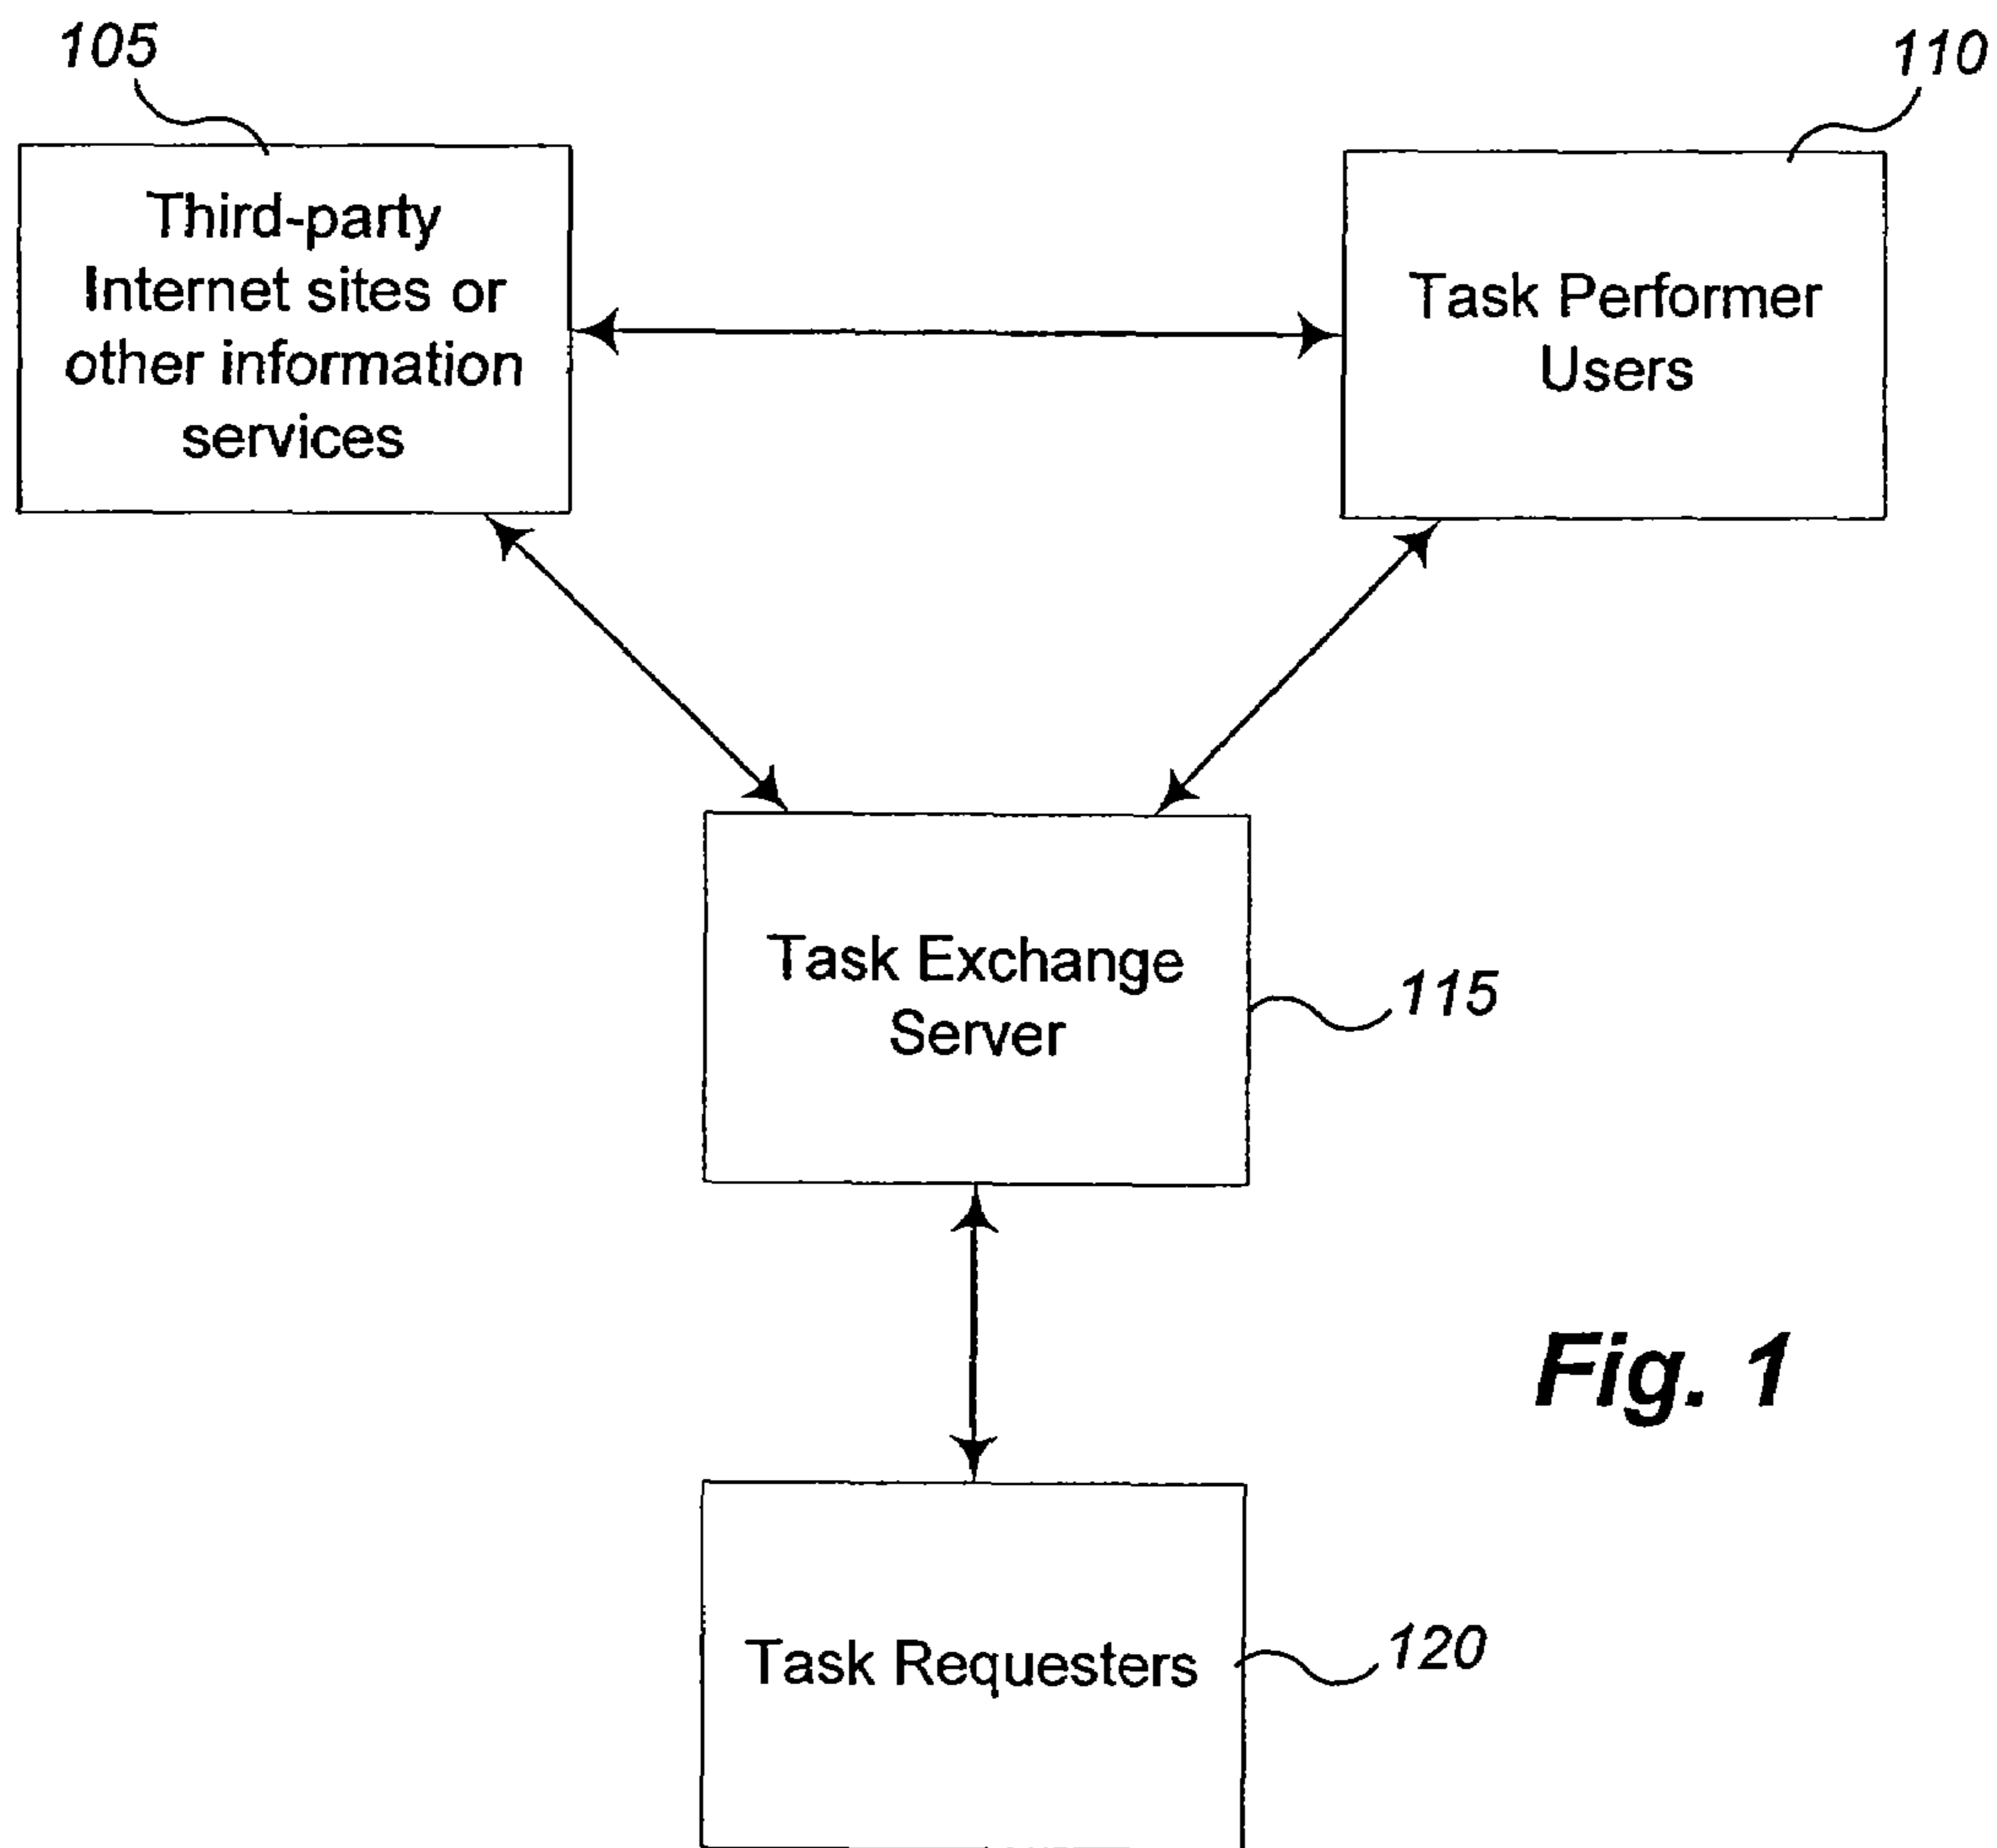 105
110
Third-party
Internet sites or
other information
services
Task Performer
Users
Task Exchange
Server
115
Fig. 1
Task Requesters
120